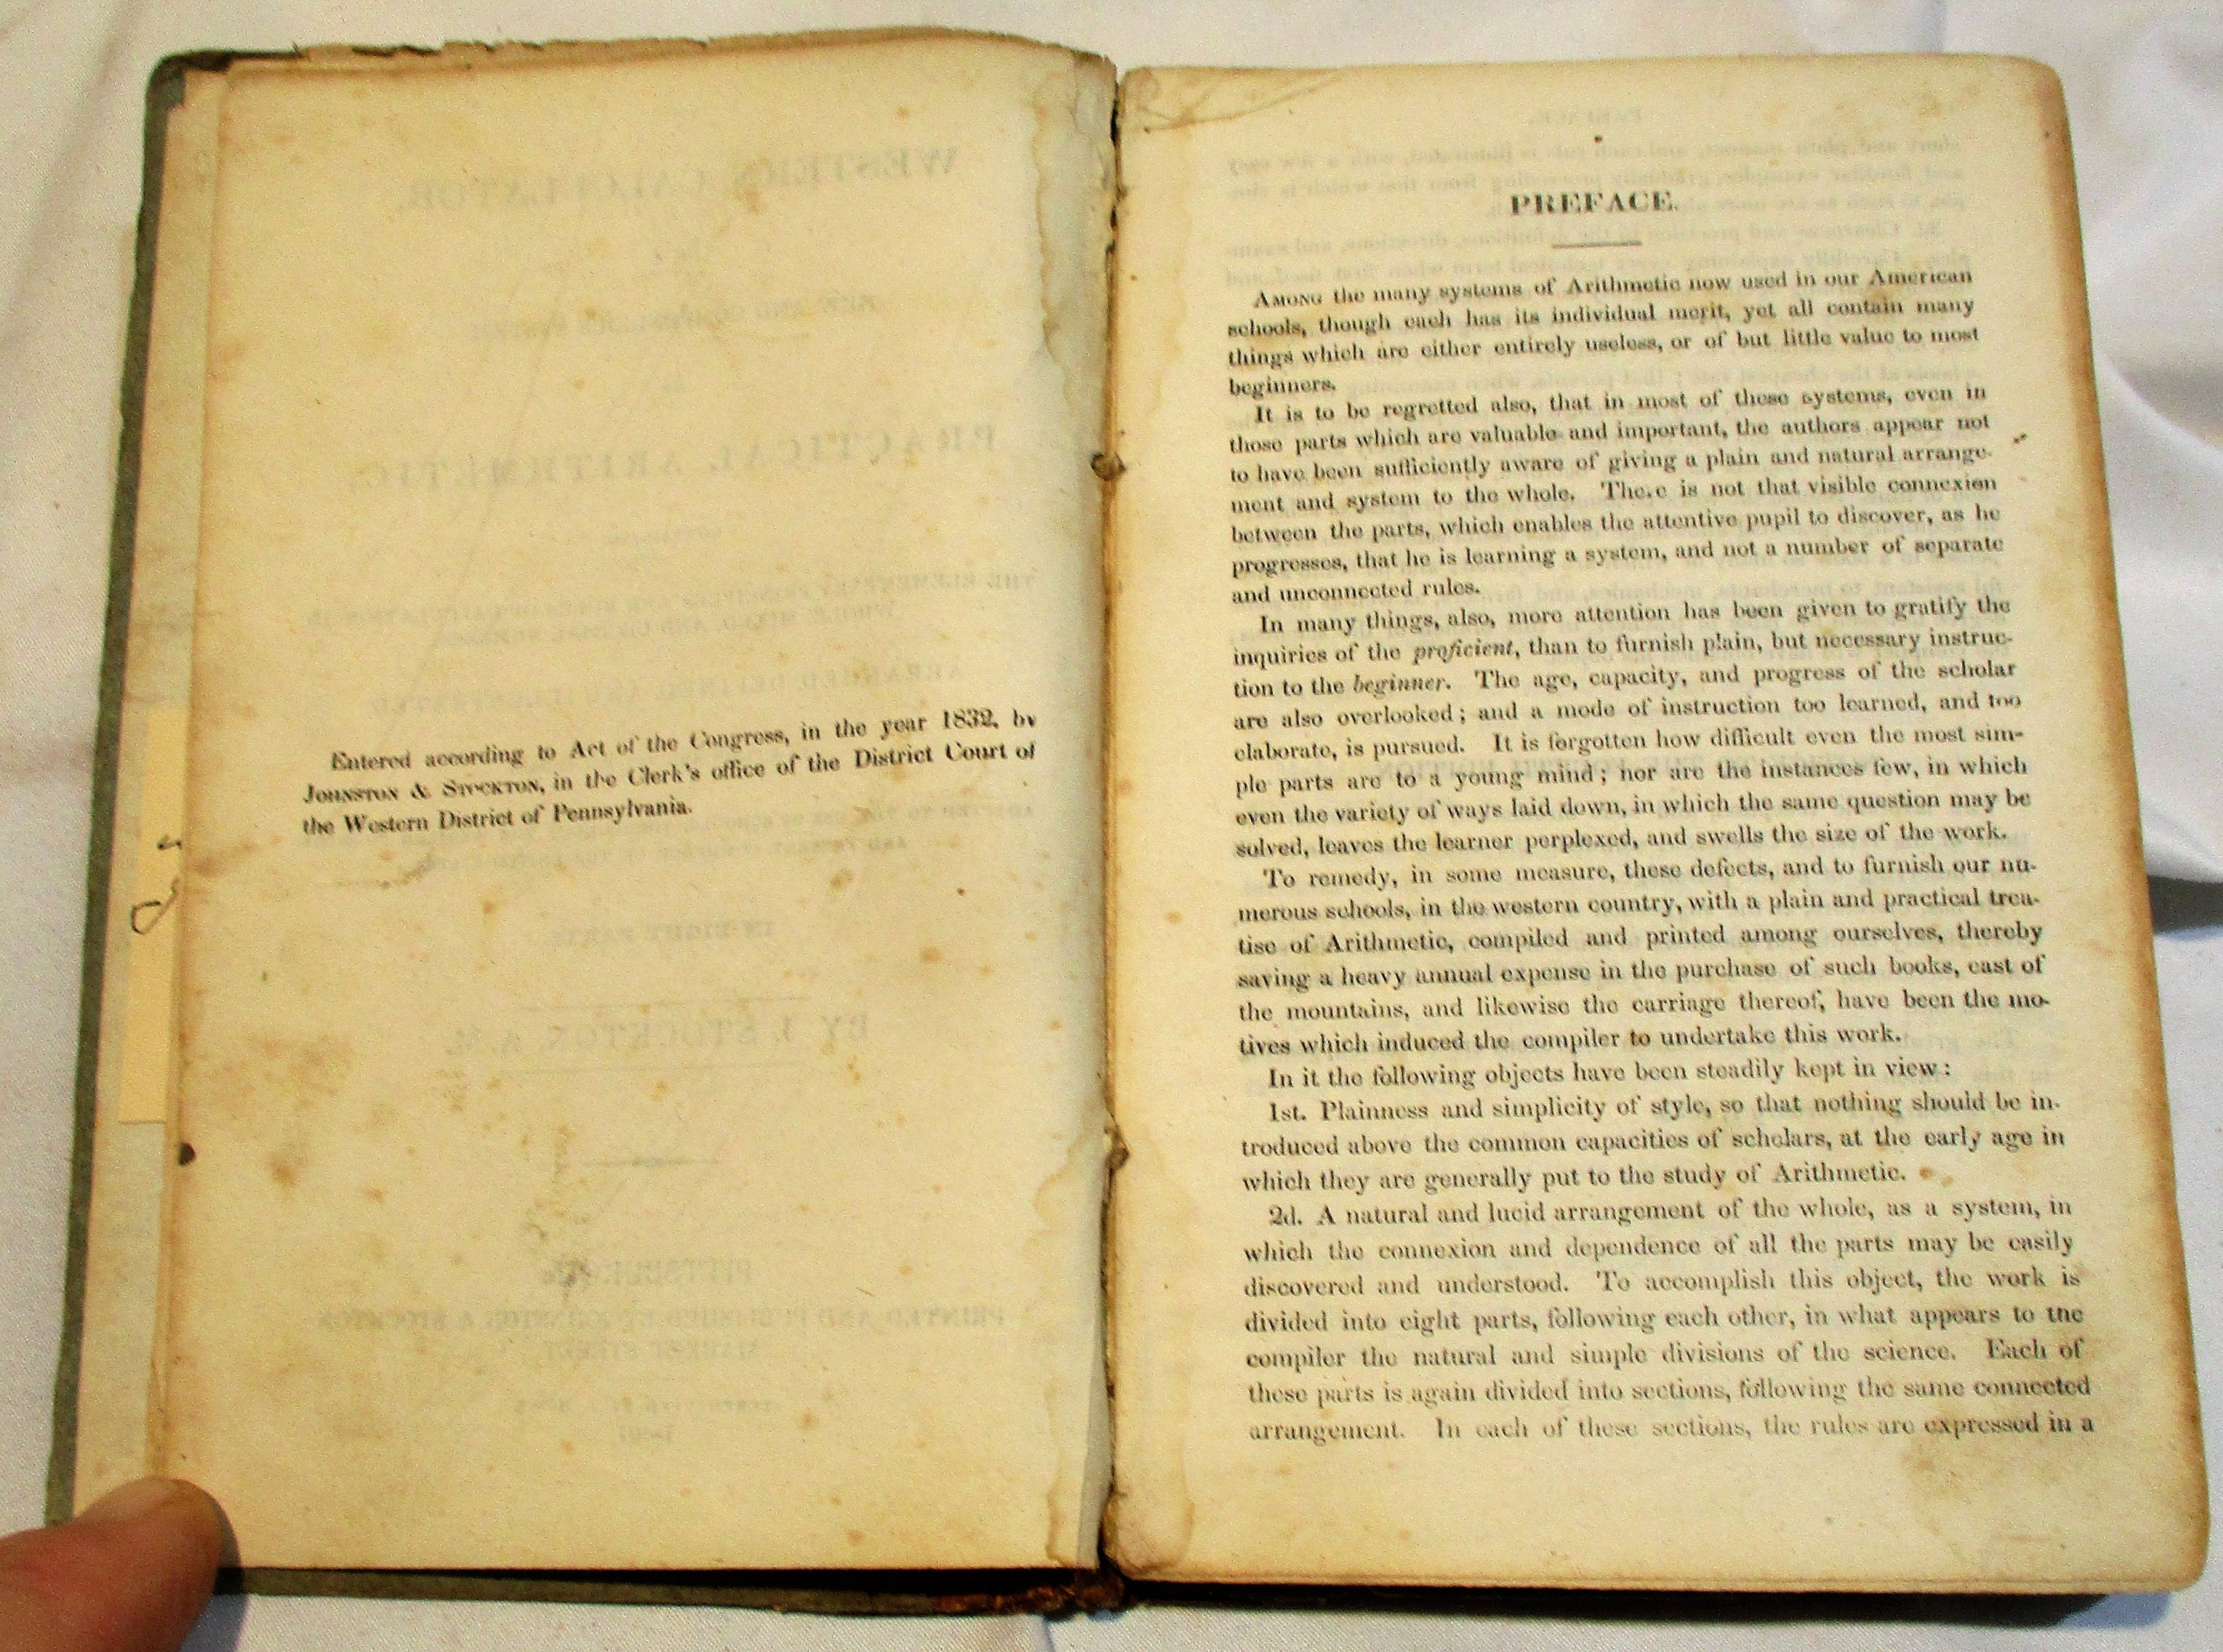 Entered according to Act of the Congress, in the year 1832, by
JOHNSTON & STOCKTON, in the Clerk's office of the District Court of
the Western District of Pennsylvania.
PREFACE.
AMONG the many systems of Arithmetic now used in our American
schools, though each has its individual merit, yet all contain many
things which are either entirely useless, or of but little value to most
beginners.
It is to be regretted also, that in most of these systems, even in
those parts which are valuable and important, the authors appear not
to have been sufficiently aware of giving a plain and natural arrange-
ment and system to the whole. There is not that visible connexion
between the parts, which enables the attentive pupil to discover, as he
progresses, that he is learning a system, and not a number of separate
and unconnected rules.
In many things, also, more attention has been given to gratify the
inquiries of the proficient, than to furnish plain, but necessary instruc-
tion to the beginner. The age, capacity, and progress of the scholar
are also overlooked; and a mode of instruction too learned, and too
elaborate, is pursued. It is forgotten how difficult even the most sim-
ple parts are to a young mind; nor are the instances few, in which
even the variety of ways laid down, in which the same question may be
solved, leaves the learner perplexed, and swells the size of the work.
To remedy, in some measure, these defects, and to furnish our nu-
merous schools, in the western country, with a plain and practical trea-
tise of Arithmetic, compiled and printed among ourselves, thereby
saving a heavy annual expense in the purchase of such books, east of
the mountains, and likewise the carriage thereof, have been the mo-
tives which induced the compiler to undertake this work.
In it the following objects have been steadily kept in view:
1st. Plainness and simplicity of style, so that nothing should be in-
troduced above the common capacities of scholars, at the early age in
which they are generally put to the study of Arithmetic.
2d. A natural and lucid arrangement of the whole, as a system, in
which the connexion and dependence of all the parts may be easily
discovered and understood. To accomplish this object, the work is
divided into eight parts, following each other, in what appears to the
compiler the natural and simple divisions of the science. Each of
these parts is again divided into sections, following the same connected
arrangement. In each of these sections, the rules are expressed in a